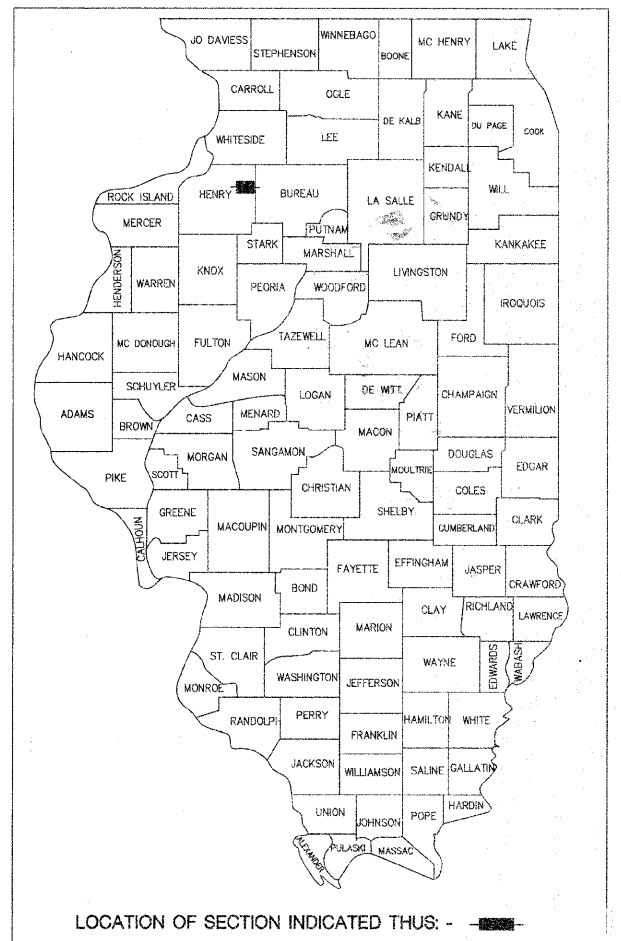 JO DAVIESS
STEPHENSON
WINNEBAGO
BOONE
MC HENRY
LAKE
CARROLL
OGLE
DE KALB
KANE
DU PAGE
COOK
WHITESIDE
LEE
KENDALL
ROCK ISLAND
HENRY
BUREAU
LA SALLE
GRUNDY
WILL
MERCER
PUTNAM
STARK
MARSHALL
KANKAKEE
HENDERSON
WARREN
KNOX
PEORIA
WOODFORD
LIVINGSTON
IROQUOIS
HANCOCK
MC DONOUGH
FULTON
TAZEWELL
MC LEAN
FORD
MASON
SCHUYLER
LOGAN
DE WITT
CHAMPAIGN
VERMILION
ADAMS
BROWN
CASS
MENARD
MACON
PIATT
MORGAN
SANGAMON
DOUGLAS
EDGAR
PIKE
SCOTT
CHRISTIAN
MOULTRIE
COLES
GREENE
MACOUPIN
MONTGOMERY
SHELBY
CUMBERLAND
CLARK
CALHOUN
JERSEY
FAYETTE
EFFINGHAM
JASPER
CRAWFORD
MADISON
BOND
CLAY
RICHLAND
LAWRENCE
CLINTON
MARION
ST. CLAIR
WAYNE
EDWARDS
WABASH
WASHINGTON
JEFFERSON
MONROE
RANDOLPH
PERRY
HAMILTON
WHITE
FRANKLIN
JACKSON
WILLIAMSON
SALINE
GALLATIN
UNION
JOHNSON
POPE
HARDIN
ALEXANDER
PULASKI
MASSAC
LOCATION OF SECTION INDICATED THUS: -